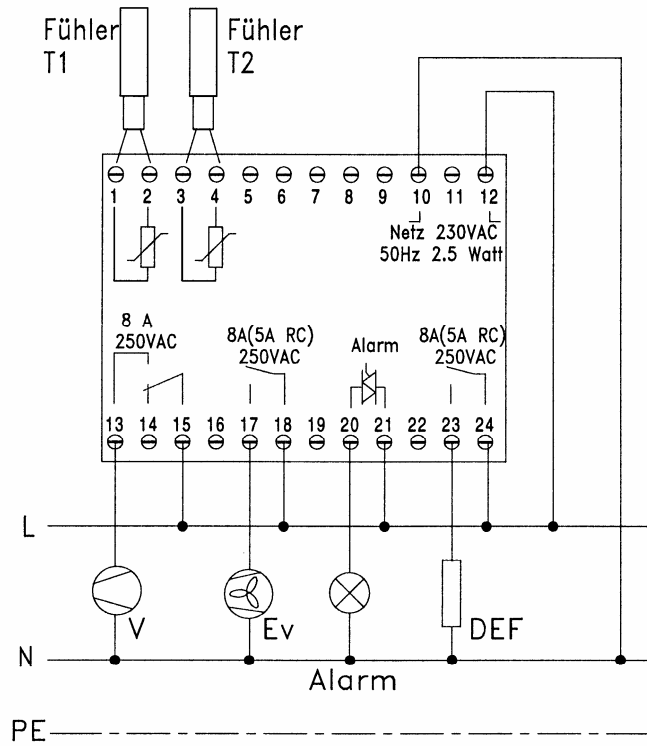 Fühler Fühler
T1 T2
1 2 3 4 5 6 7 8 9 10 11 12
Netz 230VAC
50Hz 2.5 Watt
8 A
250VAC
8A(5A RC)
250VAC
Alarm
8A(5A RC)
250VAC
13 14 15 16 17 18 19 20 21 22 23 24
L
V Ev DEF
N
Alarm
PE